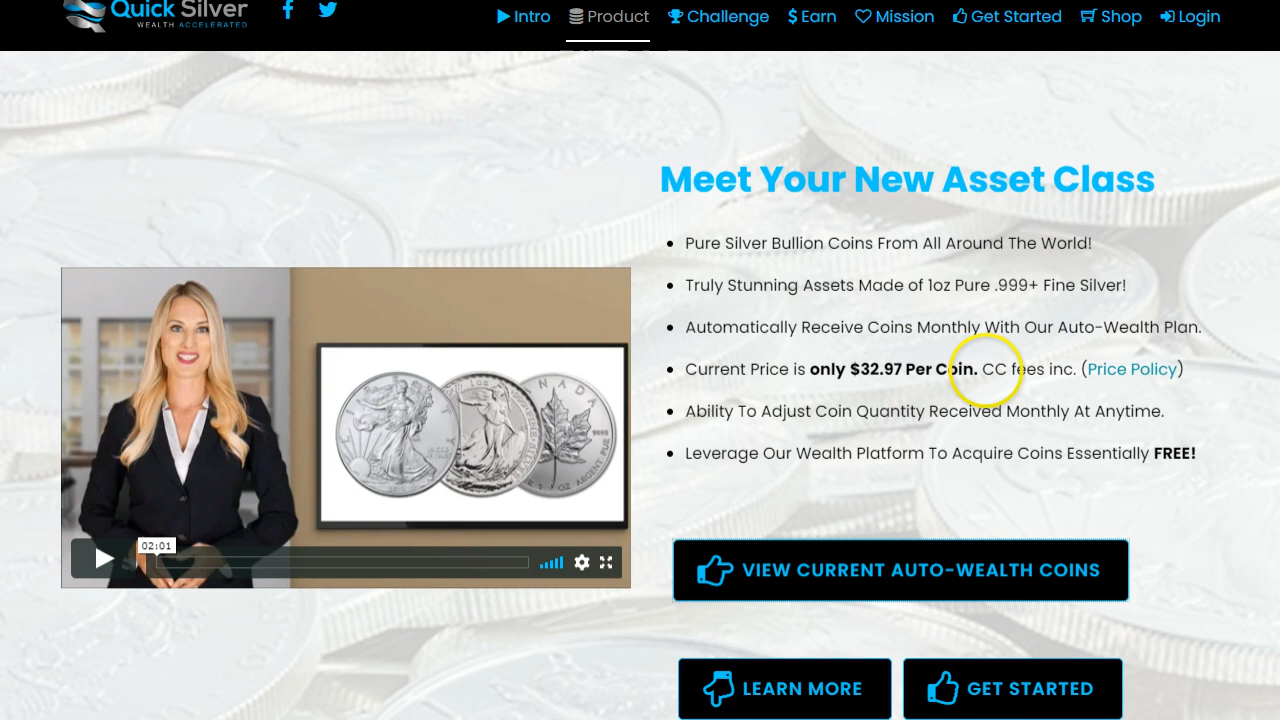 Quick Silver
WEALTH ACCELERATED
Intro
Product
Challenge
Earn
Mission
Get Started
Shop
Login
Meet Your New Asset Class
Pure Silver Bullion Coins From All Around The World!
Truly Stunning Assets Made of 1oz Pure .999+ Fine Silver!
Automatically Receive Coins Monthly With Our Auto-Wealth Plan.
Current Price is only $32.97 Per Coin. CC fees inc. (Price Policy)
Ability To Adjust Coin Quantity Received Monthly At Anytime.
Leverage Our Wealth Platform To Acquire Coins Essentially FREE!
02:01
VIEW CURRENT AUTO-WEALTH COINS
LEARN MORE
GET STARTED